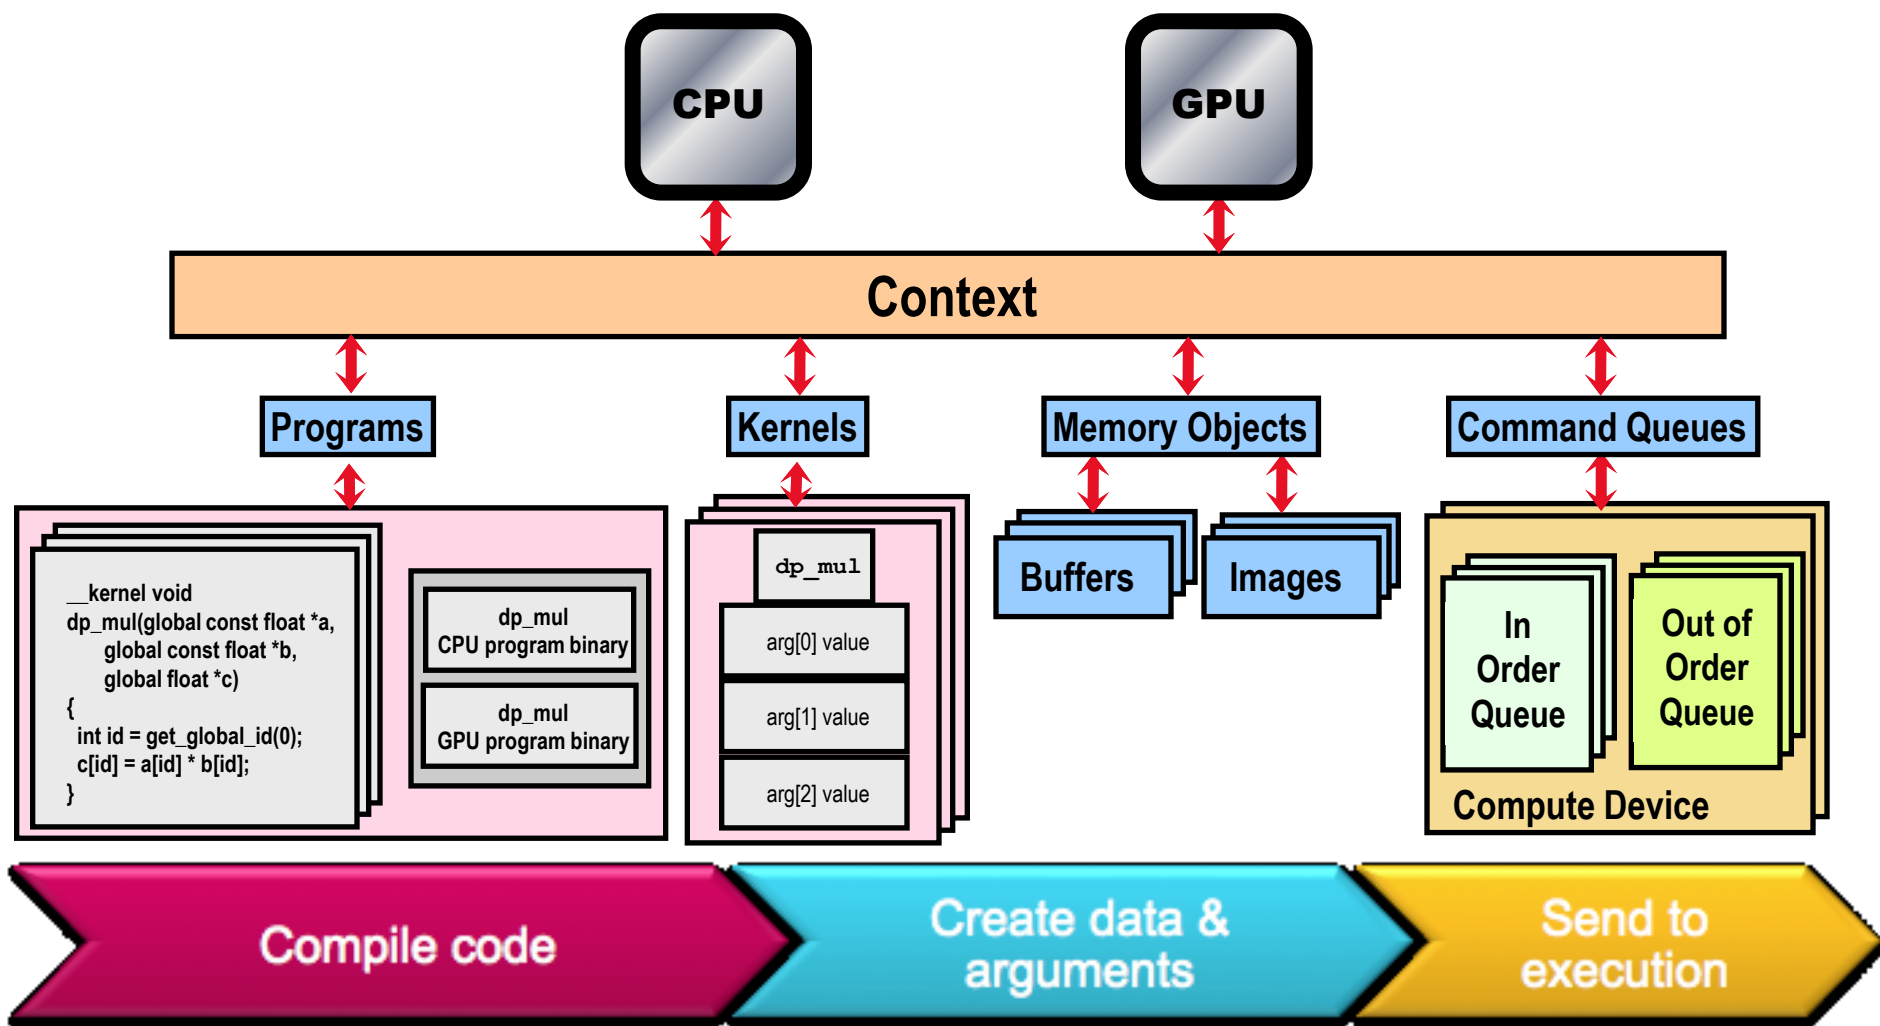 CPU
GPU
Context
Programs
Kernels
Memory Objects
Command Queues
__kernel void
dp_mul(global const float *a,
global const float *b,
global float *c)
{
int id = get_global_id(0);
c[id] = a[id] * b[id];
}
dp_mul
CPU program binary
dp_mul
GPU program binary
dp_mul
arg[0] value
arg[1] value
arg[2] value
Buffers
Images
In
Order
Queue
Out of
Order
Queue
Compute Device
Compile code
Create data &
arguments
Send to
execution